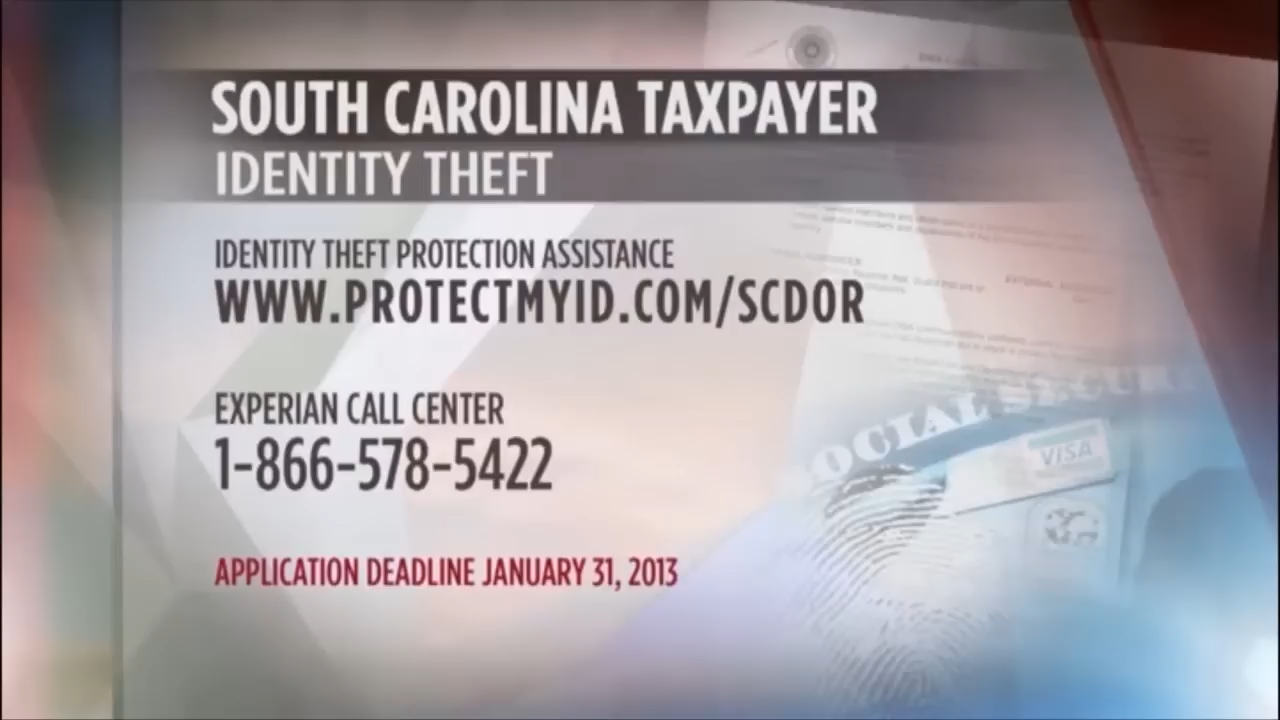 SOUTH CAROLINA TAXPAYER
IDENTITY THEFT
IDENTITY THEFT PROTECTION ASSISTANCE
WWW.PROTECTMYID.COM/SCDOR
EXPERIAN CALL CENTER
1-866-578-5422
APPLICATION DEADLINE JANUARY 31, 2013
VISA